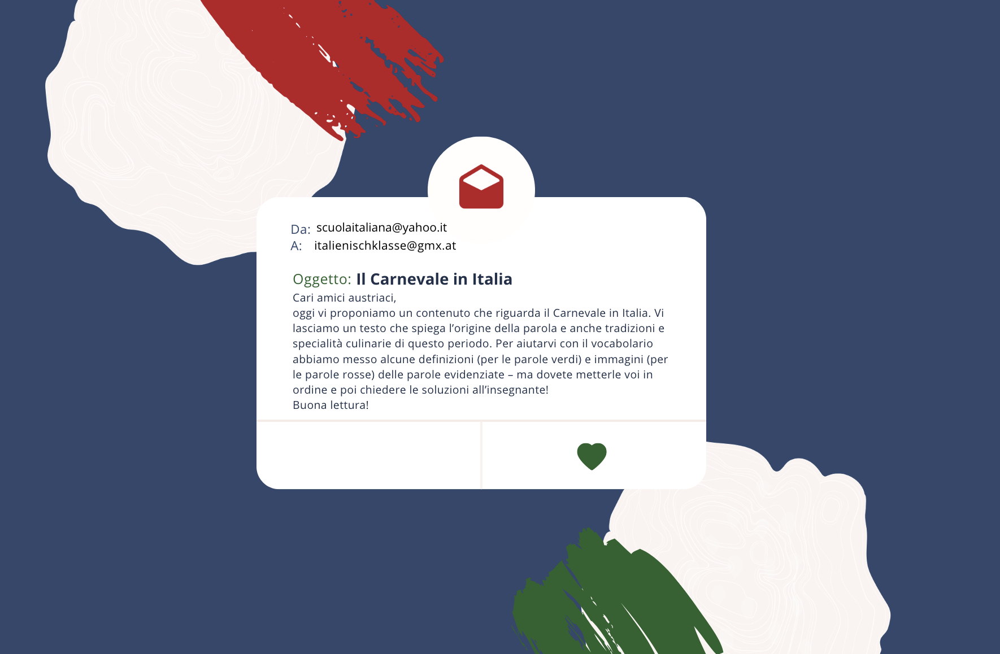 Da: scuolaitaliana@yahoo.it
A: italienischklasse@gmx.at
Oggetto: Il Carnevale in Italia
Cari amici austriaci,
oggi vi proponiamo un contenuto che riguarda il Carnevale in Italia. Vi
lasciamo un testo che spiega l’origine della parola e anche tradizioni e
specialità culinarie di questo periodo. Per aiutarvi con il vocabolario
abbiamo messo alcune definizioni (per le parole verdi) e immagini (per
le parole rosse) delle parole evidenziate – ma dovete metterle voi in
ordine e poi chiedere le soluzioni all’insegnante!
Buona lettura!